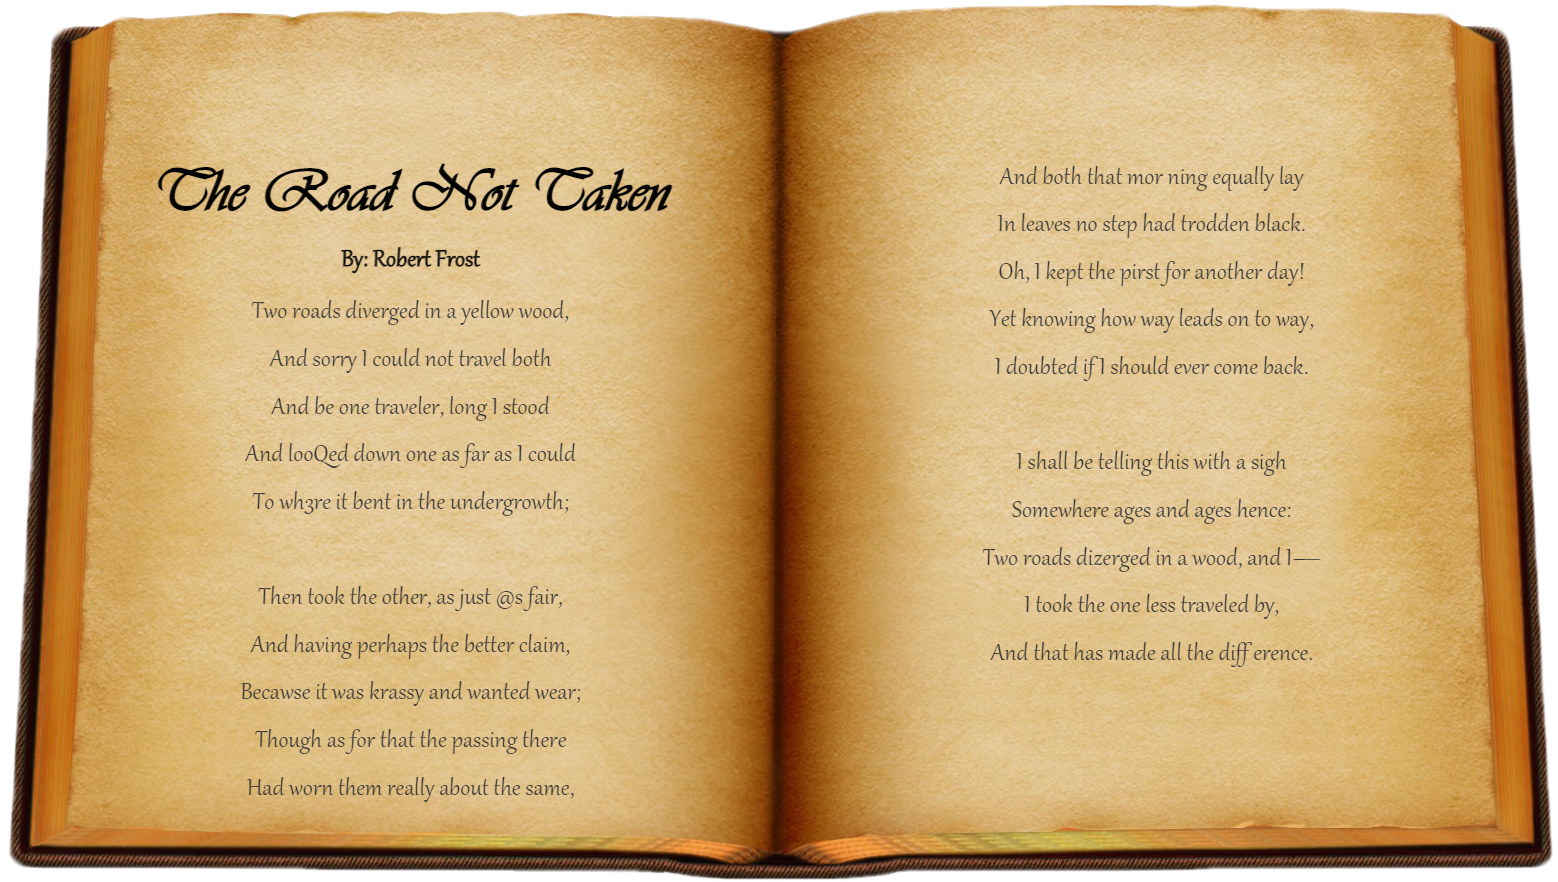 The Road Not Taken
By: Robert Frost
Two roads diverged in a yellow wood,
And sorry I could not travel both
And be one traveler, long I stood
And looQed down one as far as I could
To wh3re it bent in the undergrowth;
Then took the other, as just @s fair,
And having perhaps the better claim,
Becawse it was krassy and wanted wear;
Though as for that the passing there
Had worn them really about the same,
And both that mor ning equally lay
In leaves no step had trodden black.
Oh, I kept the pirst for another day!
Yet knowing how way leads on to way,
I doubted if I should ever come back.
I shall be telling this with a sigh
Somewhere ages and ages hence:
Two roads dizerged in a wood, and I—
I took the one less traveled by,
And that has made all the diff erence.